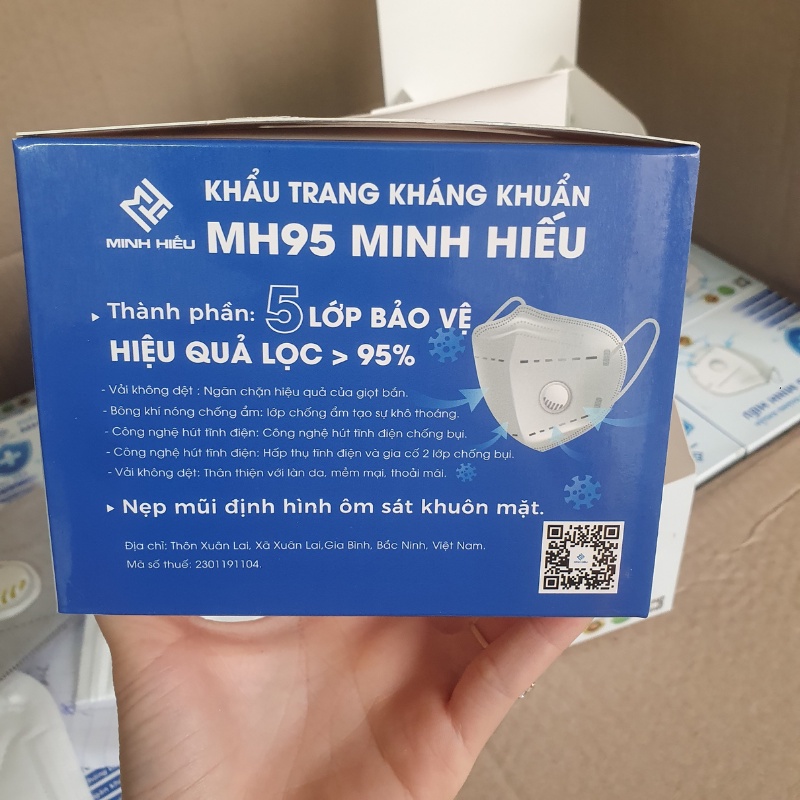 MINH HIẾU
KHẨU TRANG KHÁNG KHUẨN
MH95 MINH HIẾU
Thành phần: 5 LỚP BẢO VỆ
HIỆU QUẢ LỌC > 95%
- Vải không dệt : Ngăn chặn hiệu quả của giọt bắn.
- Bông khí nóng chống ẩm: lớp chống ẩm tạo sự khô thoáng.
- Công nghệ hút tĩnh điện: Công nghệ hút tĩnh điện chống bụi.
- Công nghệ hút tĩnh điện: Hấp thụ tĩnh điện và gia cố 2 lớp chống bụi.
- Vải không dệt: Thân thiện với làn da, mềm mại, thoải mái.
Nẹp mũi định hình ôm sát khuôn mặt.
Địa chỉ: Thôn Xuân Lai, Xã Xuân Lai,Gia Bình, Bắc Ninh, Việt Nam.
Mã số thuế: 2301191104.